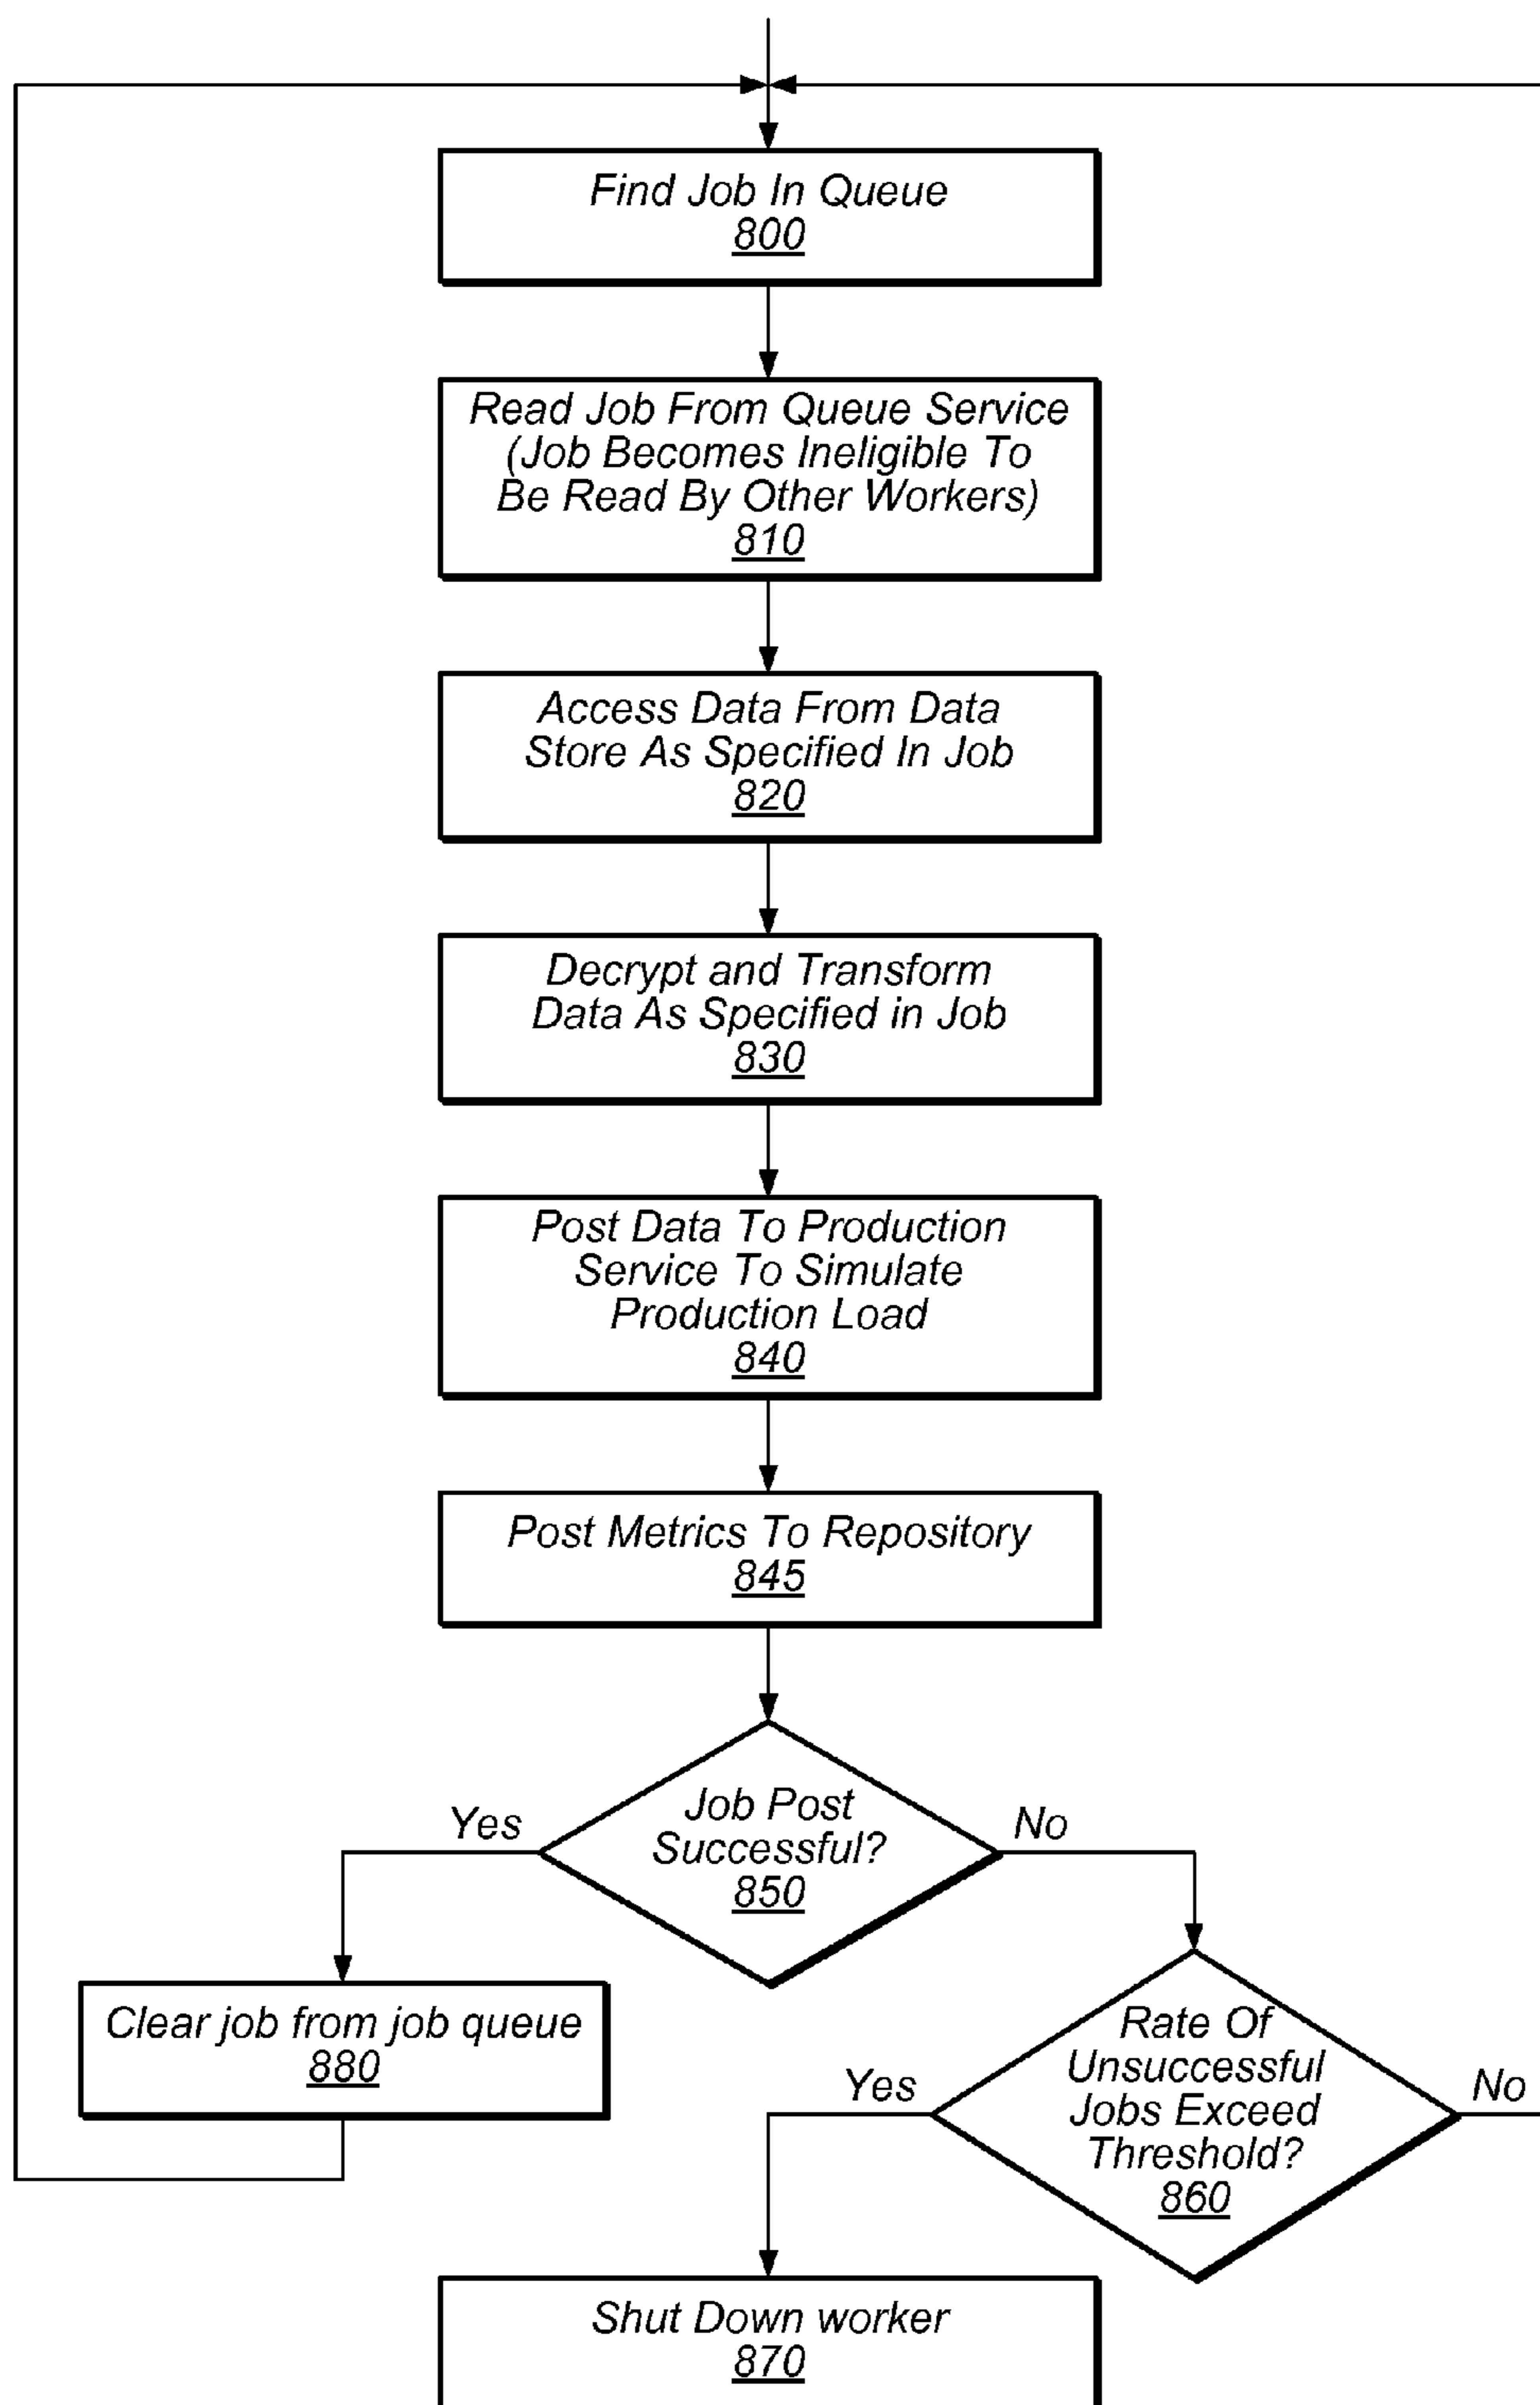 Find Job In Queue
800
Read Job From Queue Service
(Job Becomes Ineligible To
Be Read By Other Workers)
810
Access Data From Data
Store As Specified In Job
820
Decrypt and Transform
Data As Specified in Job
830
Post Data To Production
Service To Simulate
Production Load
840
Post Metrics To Repository
845
Job Post
Successful?
850
Yes
No
Clear job from job queue
880
Rate Of
Unsuccessful
Jobs Exceed
Threshold?
860
Yes
No
Shut Down worker
870